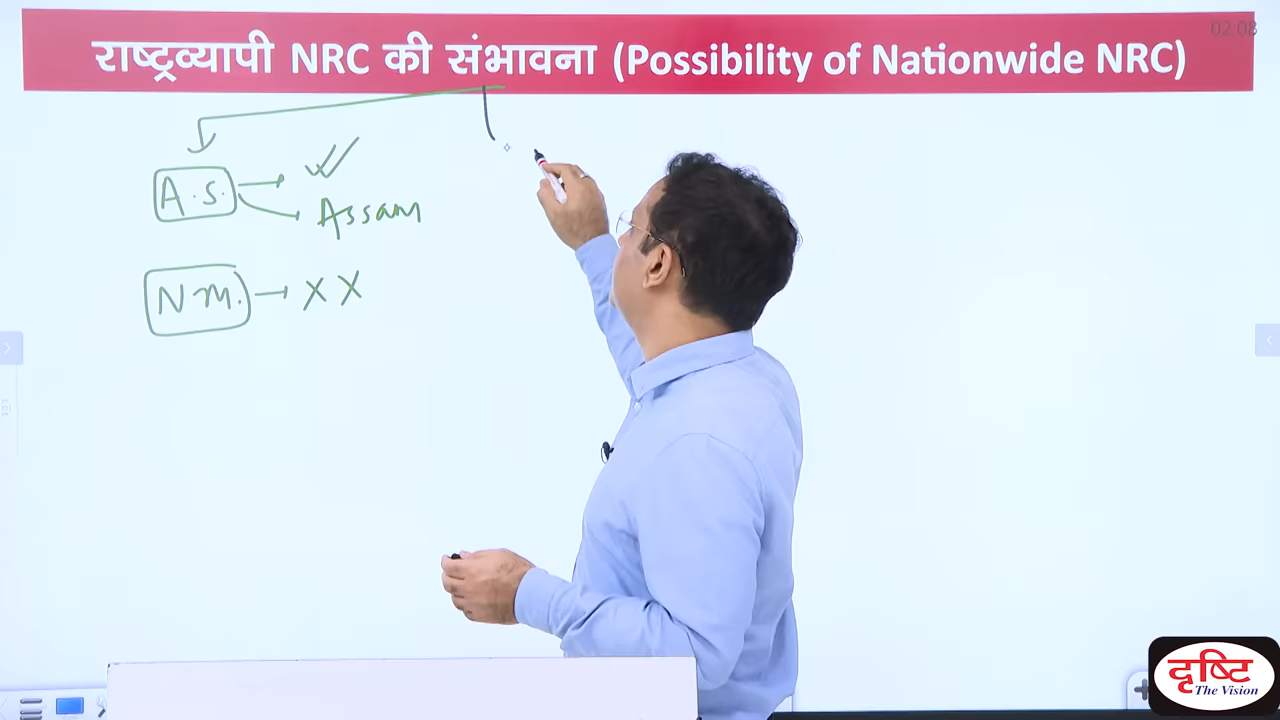 02 08
राष्ट्रव्यापी NRC की संभावना (Possibility of Nationwide NRC)
A.S.
Assam
N M.
X X
दृष्टि
The Vision